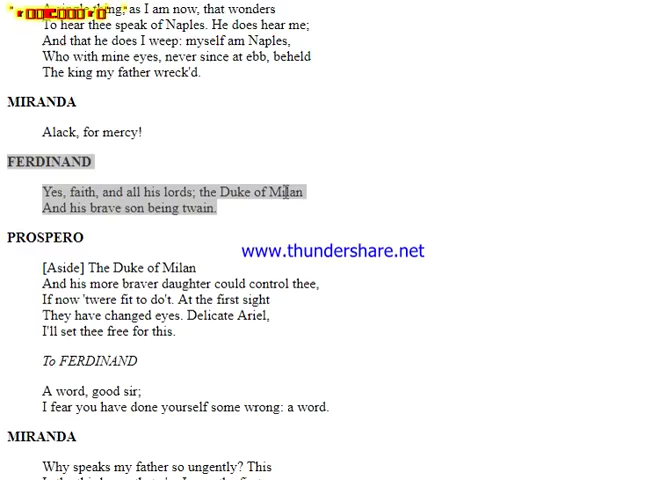 A single thing, as I am now, that wonders
To hear thee speak of Naples. He does hear me;
And that he does I weep: myself am Naples,
Who with mine eyes, never since at ebb, beheld
The king my father wreck'd.
MIRANDA
Alack, for mercy!
FERDINAND
Yes, faith, and all his lords; the Duke of Milan
And his brave son being twain.
PROSPERO
www.thundershare.net
[Aside] The Duke of Milan
And his more braver daughter could control thee,
If now 'twere fit to do't. At the first sight
They have changed eyes. Delicate Ariel,
I'll set thee free for this.
To FERDINAND
A word, good sir;
I fear you have done yourself some wrong: a word.
MIRANDA
Why speaks my father so ungently? This